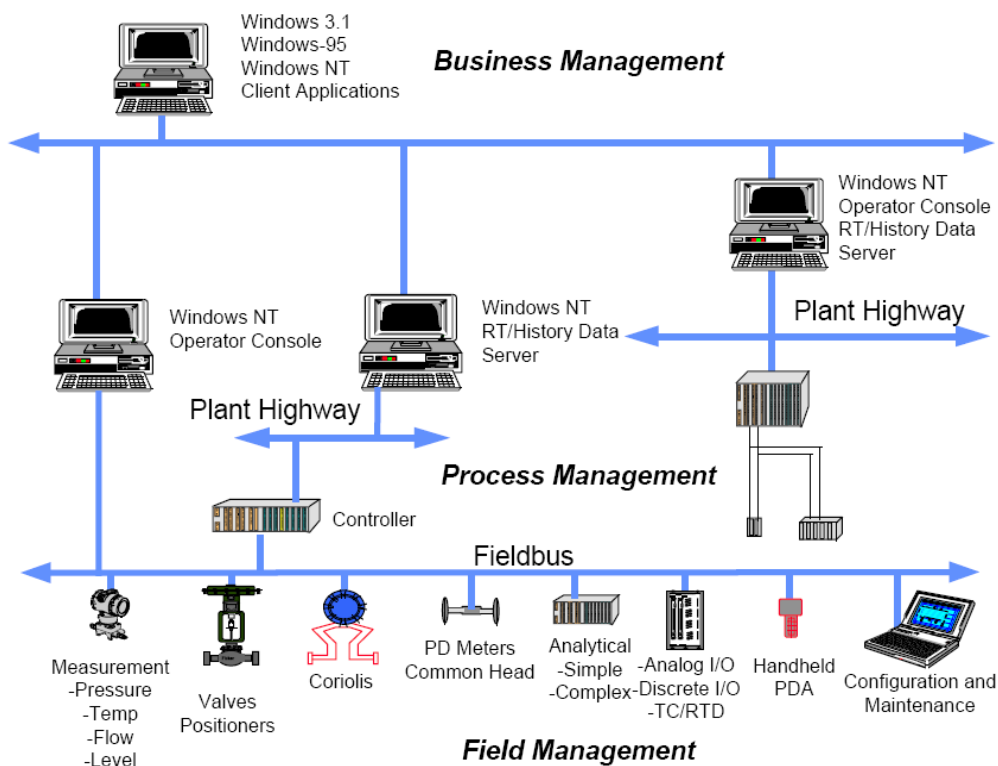 Windows 3.1
Windows-95
Windows NT
Client Applications
Business Management
Windows NT
Operator Console
RT/History Data
Server
Windows NT
Operator Console
Windows NT
RT/History Data
Server
Plant Highway
Plant Highway
Process Management
Controller
Fieldbus
Measurement
-Pressure
-Temp
-Flow
-Level
Valves
Positioners
Coriolis
PD Meters
Common Head
Analytical
-Simple
-Complex
-Analog I/O
-Discrete I/O
-TC/RTD
Handheld
PDA
Configuration and
Maintenance
Field Management